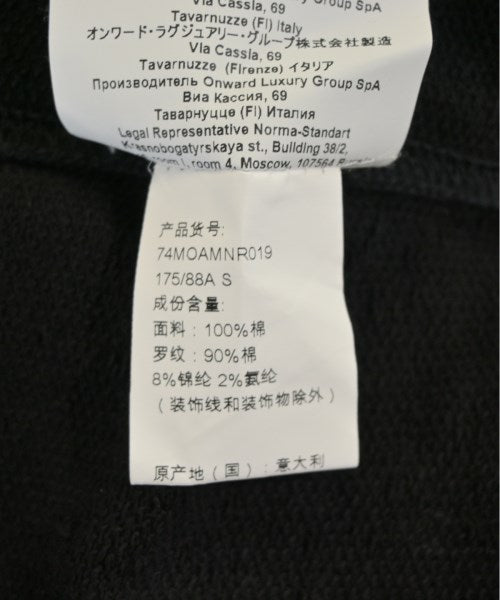 Group SpA
Via Cassia, 69
Tavarnuzze (FI) Italy
オンワード・ラグジュアリー・グループ株式会社製造
Via Cassia, 69
Tavarnuzze (Firenze) イタリア
Производитель Onward Luxury Group SpA
Виа Кассия, 69
Таварнуцце (FI) Италия
Legal Representative Norma-Standart
Krasnobogatyrskaya st., Building 38/2,
room 4, Moscow, 107564
产品货号:
74MOAMNR019
175/88A S
成份含量:
面料：100%棉
罗纹：90%棉
8%锦纶 2%氨纶
（装饰线和装饰物除外）
原产地（国）: 意大利